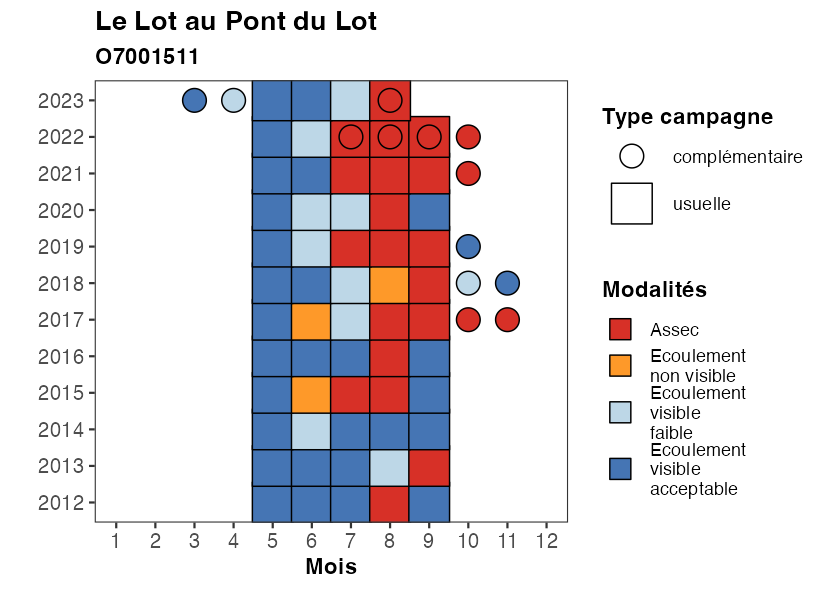 Le Lot au Pont du Lot
O7001511
2023
2022
2021
2020
2019
2018
2017
2016
2015
2014
2013
2012
1 2 3 4 5 6 7 8 9 10 11 12
Mois
Type campagne
complémentaire
usuelle
Modalités
Assec
Ecoulement
non visible
Ecoulement
visible
faible
Ecoulement
visible
acceptable